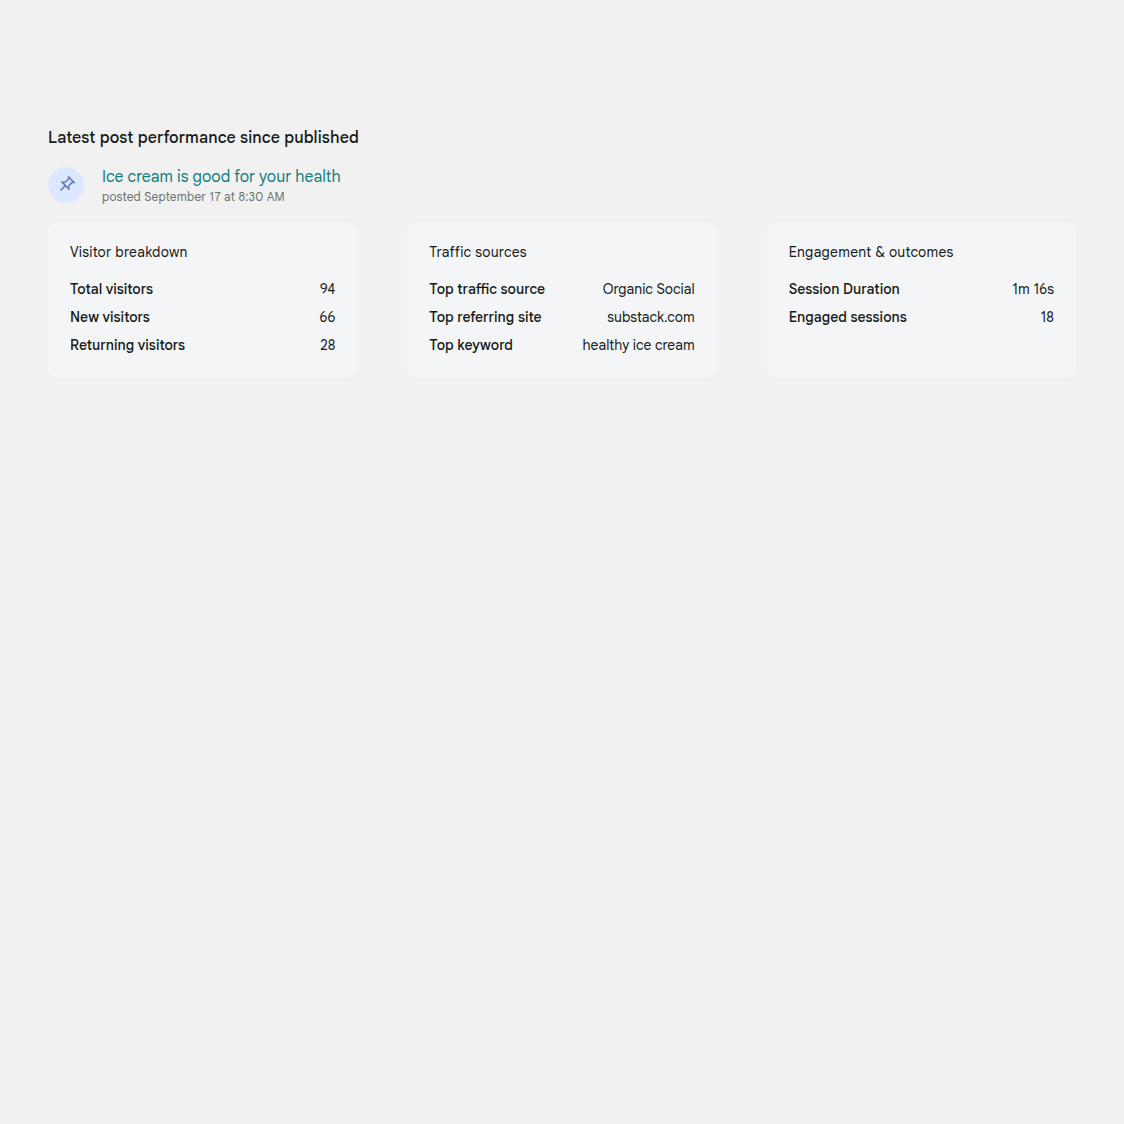 Latest post performance since published
Ice cream is good for your health
posted September 17 at 8:30 AM
Visitor breakdown
Total visitors 94
New visitors 66
Returning visitors 28
Traffic sources
Top traffic source Organic Social
Top referring site substack.com
Top keyword healthy ice cream
Engagement & outcomes
Session Duration 1m 16s
Engaged sessions 18